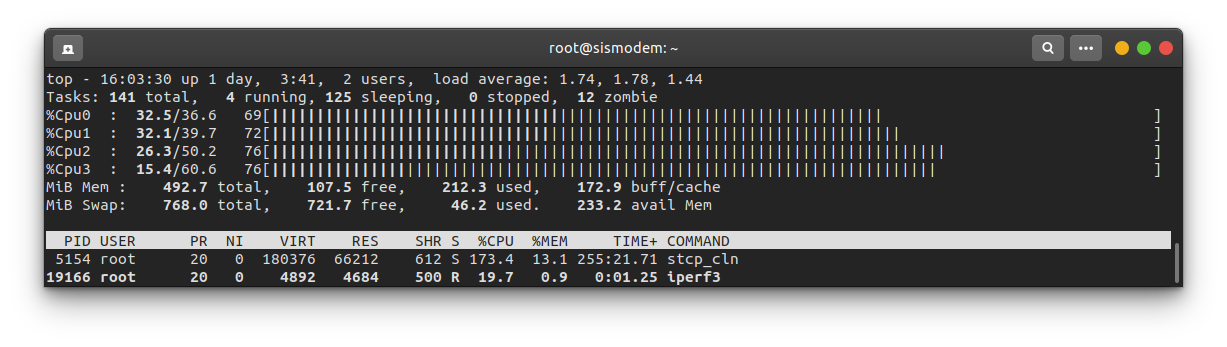 root@sismodem: ~
top - 16:03:30 up 1 day,  3:41,  2 users,  load average: 1.74, 1.78, 1.44
Tasks: 141 total,   4 running, 125 sleeping,   0 stopped,  12 zombie
%Cpu0  :  32.5/36.6   69[||||||||||||||||||||||||||||||||||||||||||||||||||||||||||||||||||||                              ]
%Cpu1  :  32.1/39.7   72[||||||||||||||||||||||||||||||||||||||||||||||||||||||||||||||||||||||                            ]
%Cpu2  :  26.3/50.2   76[|||||||||||||||||||||||||||||||||||||||||||||||||||||||||||||||||||||||||||                       ]
%Cpu3  :  15.4/60.6   76[||||||||||||||||||||||||||||||||||||||||||||||||||||||||||||||||||||||||||                        ]
MiB Mem :    492.7 total,    107.5 free,    212.3 used,    172.9 buff/cache
MiB Swap:    768.0 total,    721.7 free,     46.2 used.    233.2 avail Mem
  PID USER      PR  NI    VIRT    RES    SHR S  %CPU  %MEM     TIME+ COMMAND
 5154 root      20   0  180376  66212    612 S 173.4  13.1 255:21.71 stcp_cln
19166 root      20   0    4892   4684    500 R  19.7   0.9   0:01.25 iperf3